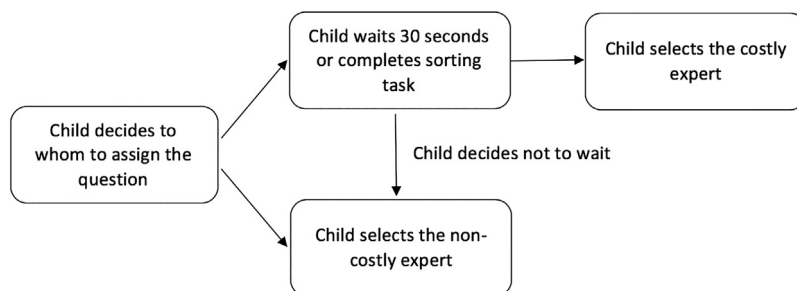 Child waits 30 seconds
or completes sorting
task
Child selects the costly
expert
Child decides to
whom to assign the
question
Child decides not to wait
Child selects the non-
costly expert